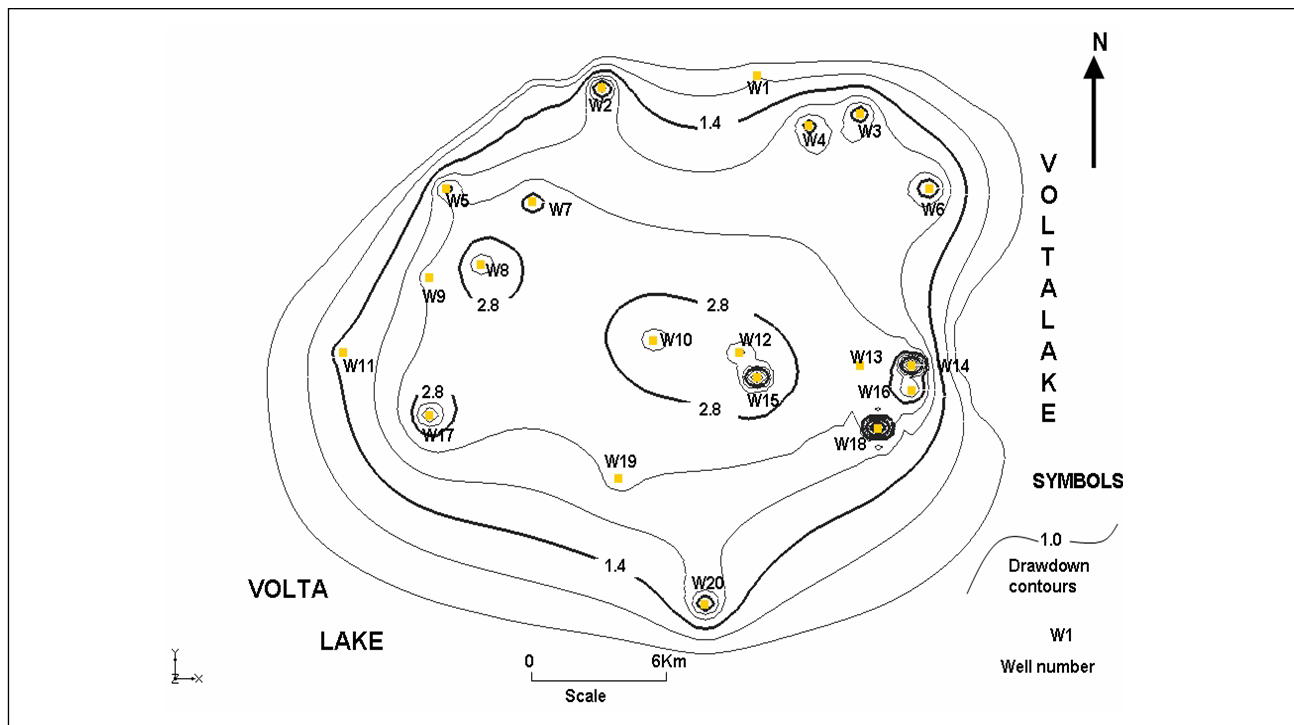 N
W1
W2
1.4
W4
W3
VOLTA LAKE
W5
W7
W6
W8
W9
2.8
2.8
W10
W12
W11
W13
W14
W15
W16
2.8
2.8
W17
W18
W19
SYMBOLS
1.0
Drawdown
contours
1.4
W20
VOLTA
LAKE
W1
Well number
0 6Km
Scale
Y
Z X